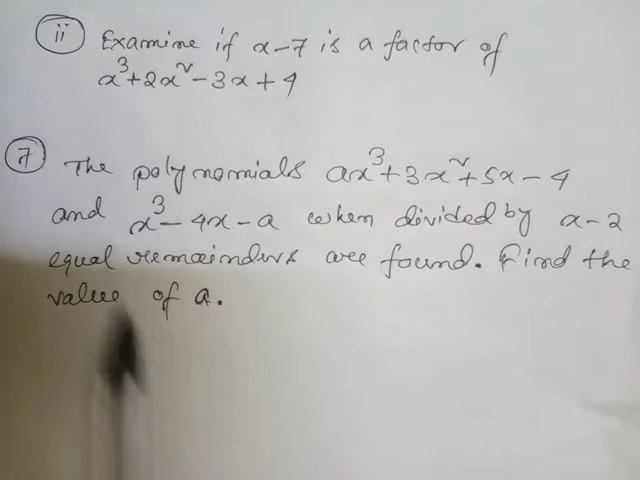 ii Examine if x-7 is a factor of
x³+2x²-3x+4
7 The polynomials ax³+3x²+5x-4
and x³-4x-a when divided by x-2
equal remainders are found. Find the
value of a.